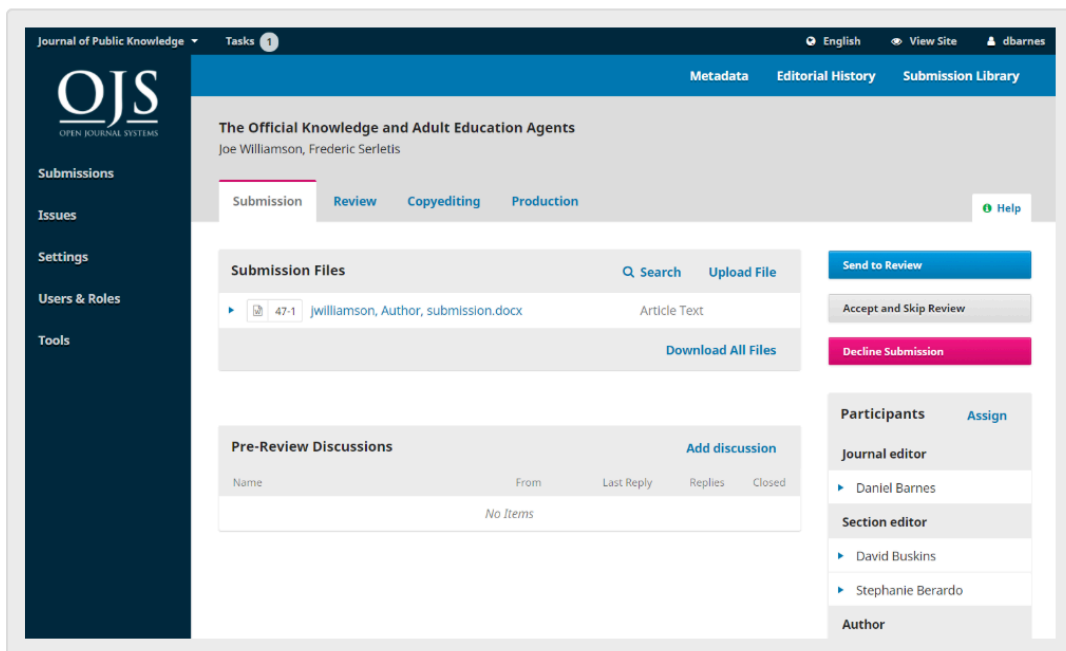 Journal of Public Knowledge Tasks 1 English View Site dbarnes
OJS
OPEN JOURNAL SYSTEMS
Metadata Editorial History Submission Library
The Official Knowledge and Adult Education Agents
Joe Williamson, Frederic Serletis
Submissions
Issues
Settings
Users & Roles
Tools
Submission Review Copyediting Production
Help
Submission Files Search Upload File
47-1 jwilliamson, Author, submission.docx Article Text
Download All Files
Pre-Review Discussions Add discussion
Name From Last Reply Replies Closed
No Items
Send to Review
Accept and Skip Review
Decline Submission
Participants Assign
Journal editor
Daniel Barnes
Section editor
David Buskins
Stephanie Berardo
Author